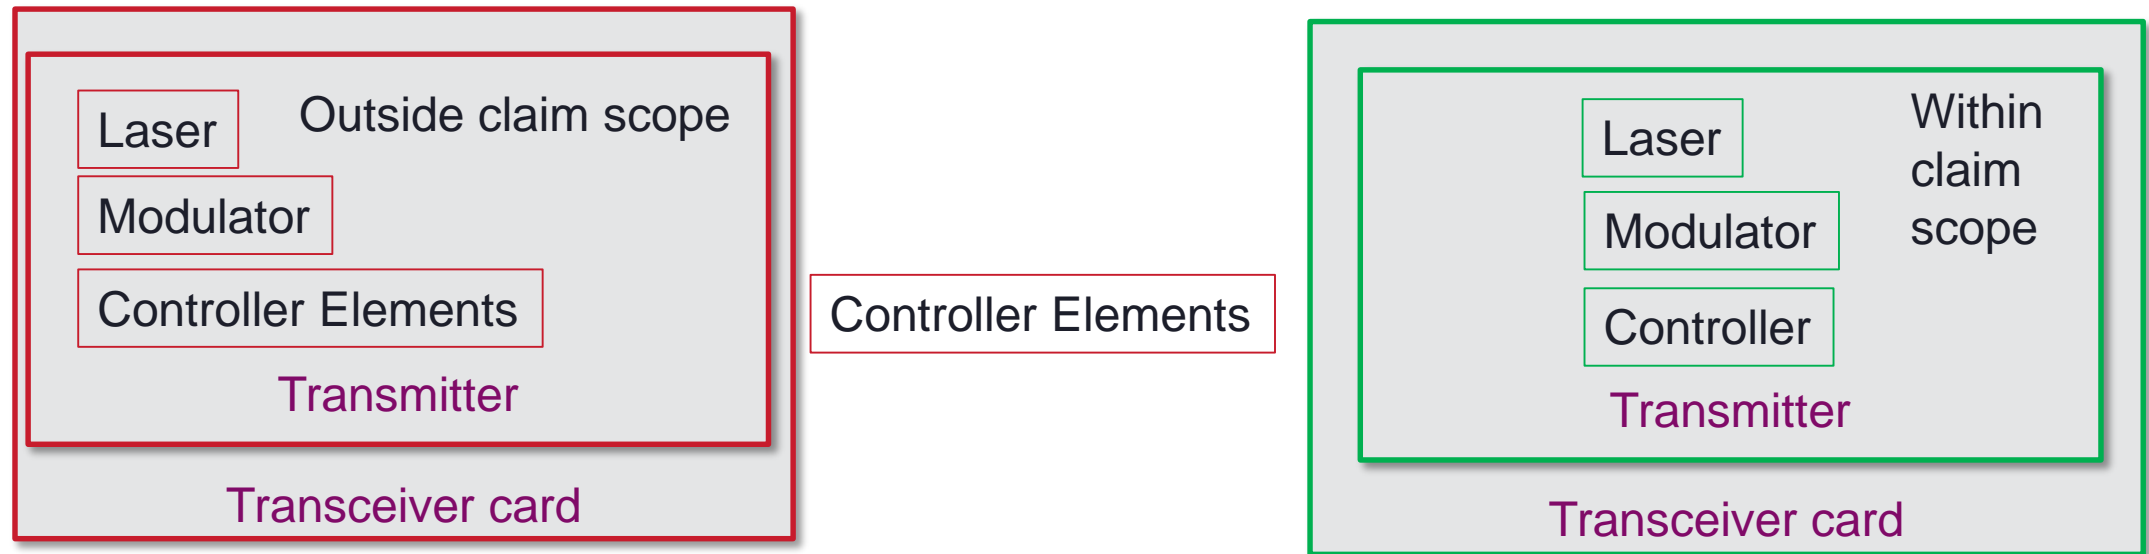 Laser
Outside claim scope
Modulator
Controller Elements
Transmitter
Transceiver card
Controller Elements
Laser
Within
claim
scope
Modulator
Controller
Transmitter
Transceiver card